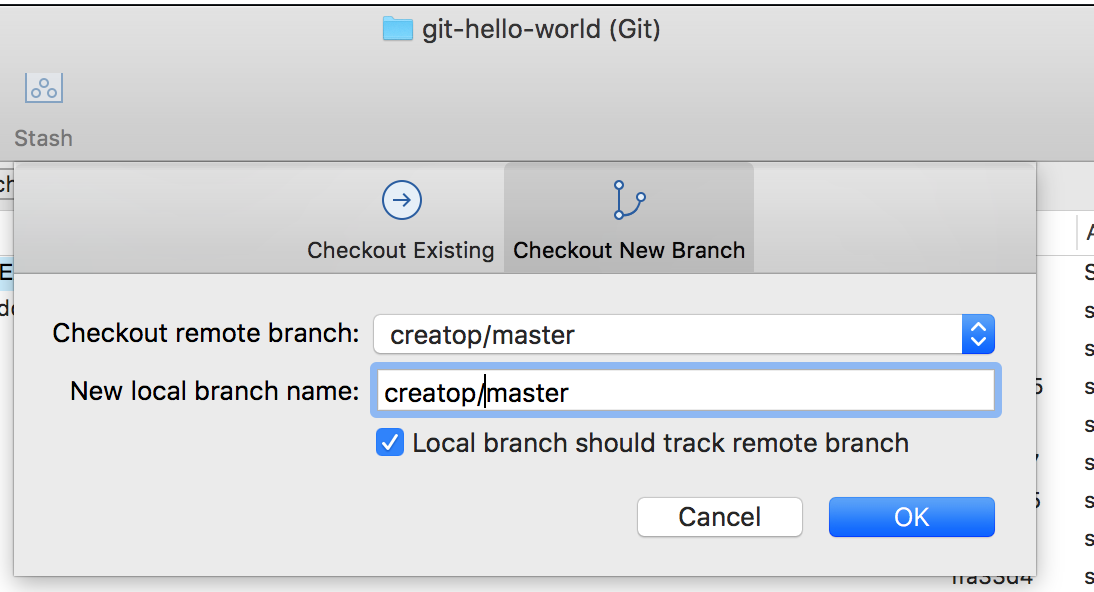 git-hello-world (Git)
Stash
Checkout Existing
Checkout New Branch
Checkout remote branch: creatop/master
New local branch name: creatop/master
Local branch should track remote branch
Cancel
OK